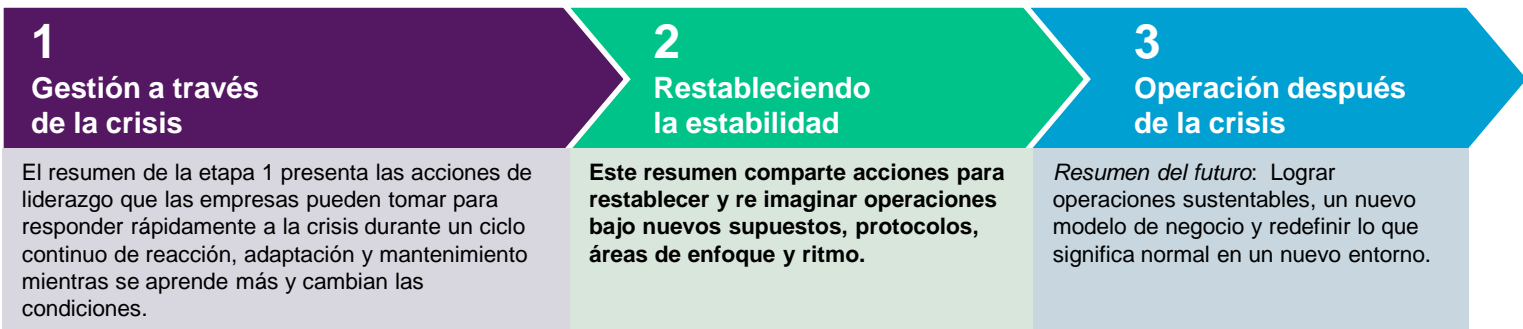 1
Gestión a través
de la crisis
El resumen de la etapa 1 presenta las acciones de
liderazgo que las empresas pueden tomar para
responder rápidamente a la crisis durante un ciclo
continuo de reacción, adaptación y mantenimiento
mientras se aprende más y cambian las
condiciones.
2
Restableciendo
la estabilidad
Este resumen comparte acciones para
restablecer y re imaginar operaciones
bajo nuevos supuestos, protocolos,
áreas de enfoque y ritmo.
3
Operación después
de la crisis
Resumen del futuro:  Lograr
operaciones sustentables, un nuevo
modelo de negocio y redefinir lo que
significa normal en un nuevo entorno.